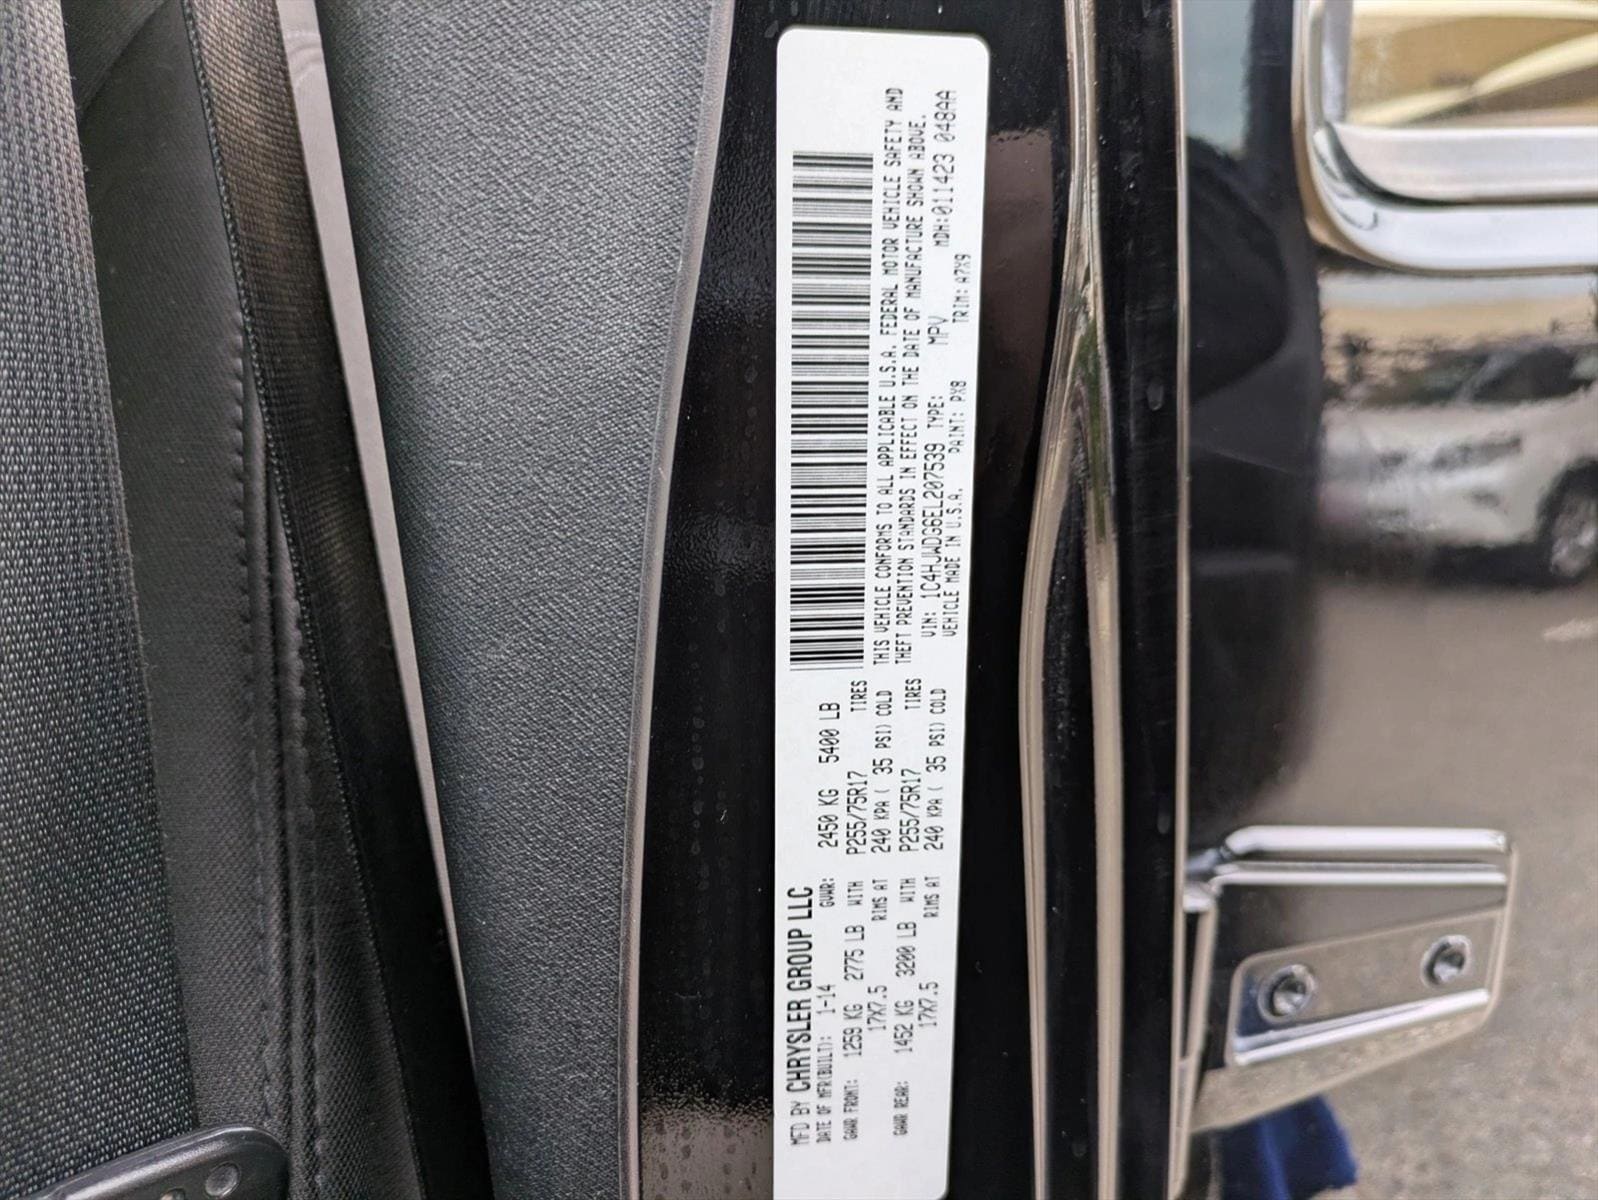 MFD BY CHRYSLER GROUP LLC
DATE OF MFR(BUILT): 1-14 GVWR: 2450 KG 5400 LB
GAWR FRONT: 1259 KG 2775 LB WITH P255/75R17 TIRES
17X7.5 RIMS AT 240 KPA ( 35 PSI) COLD
GAWR REAR: 1452 KG 3200 LB WITH P255/75R17 TIRES
17X7.5 RIMS AT 240 KPA ( 35 PSI) COLD
THIS VEHICLE CONFORMS TO ALL APPLICABLE U.S.A. FEDERAL MOTOR VEHICLE SAFETY AND
THEFT PREVENTION STANDARDS IN EFFECT ON THE DATE OF MANUFACTURE SHOWN ABOVE.
VIN: 1C4HJWDG6EL207539 TYPE: MPV MDH:011423 048AA
VEHICLE MADE IN U.S.A. PAINT: PX8 TRIM: A7X9